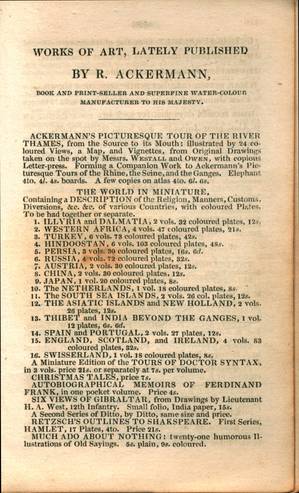 WORKS OF ART, LATELY PUBLISHED
BY R. ACKERMANN,
BOOK AND PRINT-SELLER AND SUPERFINE WATER-COLOUR
MANUFACTURER TO HIS MAJESTY.
ACKERMANN'S PICTURESQUE TOUR OF THE RIVER
THAMES, from the Source to its Mouth; illustrated by 24 co-
loured Views, a Map, and Vignettes, from Original Drawings
taken on the spot by Messrs. WESTALL and OWEN, with copious
Letter-press. Forming a Companion Work to Ackermann's Pic-
turesque Tours of the Rhine, the Seine, and the Ganges. Elephant
4to. 4l. 4s. boards. A few copies on atlas 4to. 6l. 6s.
THE WORLD IN MINIATURE,
Containing a DESCRIPTION of the Religion, Manners, Customs,
Diversions, &c. &c. of various Countries, with coloured Plates.
To be had together or separate.
1. ILLYRIA and DALMATIA, 2 vols. 32 coloured plates, 12s.
2. WESTERN AFRICA, 4 vols. 47 coloured plates, 21s.
3. TURKEY, 6 vols. 73 coloured plates, 42s.
4. HINDOOSTAN, 6 vols. 103 coloured plates, 48s.
5. PERSIA, 3 vols. 30 coloured plates, 16s. 6d.
6. RUSSIA, 4 vols. 72 coloured plates, 32s.
7. AUSTRIA, 2 vols. 30 coloured plates, 12s.
8. CHINA, 2 vols. 30 coloured plates, 12s.
9. JAPAN, 1 vol. 20 coloured plates, 8s.
10. The NETHERLANDS, 1 vol. 18 coloured plates, 8s.
11. The SOUTH SEA ISLANDS, 2 vols. 26 col. plates, 12s.
12. THE ASIATIC ISLANDS and NEW HOLLAND, 2 vols.
26 plates, 12s.
13. THIBET and INDIA BEYOND THE GANGES, 1 vol.
12 plates, 6s. 6d.
14. SPAIN and PORTUGAL, 2 vols. 27 plates, 12s.
15. ENGLAND, SCOTLAND, and IRELAND, 4 vols. 83
coloured plates, 32s.
16. SWISSERLAND, 1 vol. 18 coloured plates, 8s.
A Miniature Edition of the TOURS OF DOCTOR SYNTAX,
in 3 vols. price 21s. or separately at 7s. per volume.
CHRISTMAS TALES, price 7s.
AUTOBIOGRAPHICAL MEMOIRS OF FERDINAND
FRANK, in one pocket volume. Price 4s.
SIX VIEWS OF GIBRALTAR, from Drawings by Lieutenant
H. A. West, 12th Infantry. Small folio, India paper, 15s.
A Second Series of Ditto, by Ditto, same size and price.
RETZSCH'S OUTLINES TO SHAKSPEARE. First Series,
HAMLET, 17 Plates, 4to. Price 21s.
MUCH ADO ABOUT NOTHING: twenty-one humorous Il-
lustrations of Old Sayings. 5s. plain, 9s. coloured.